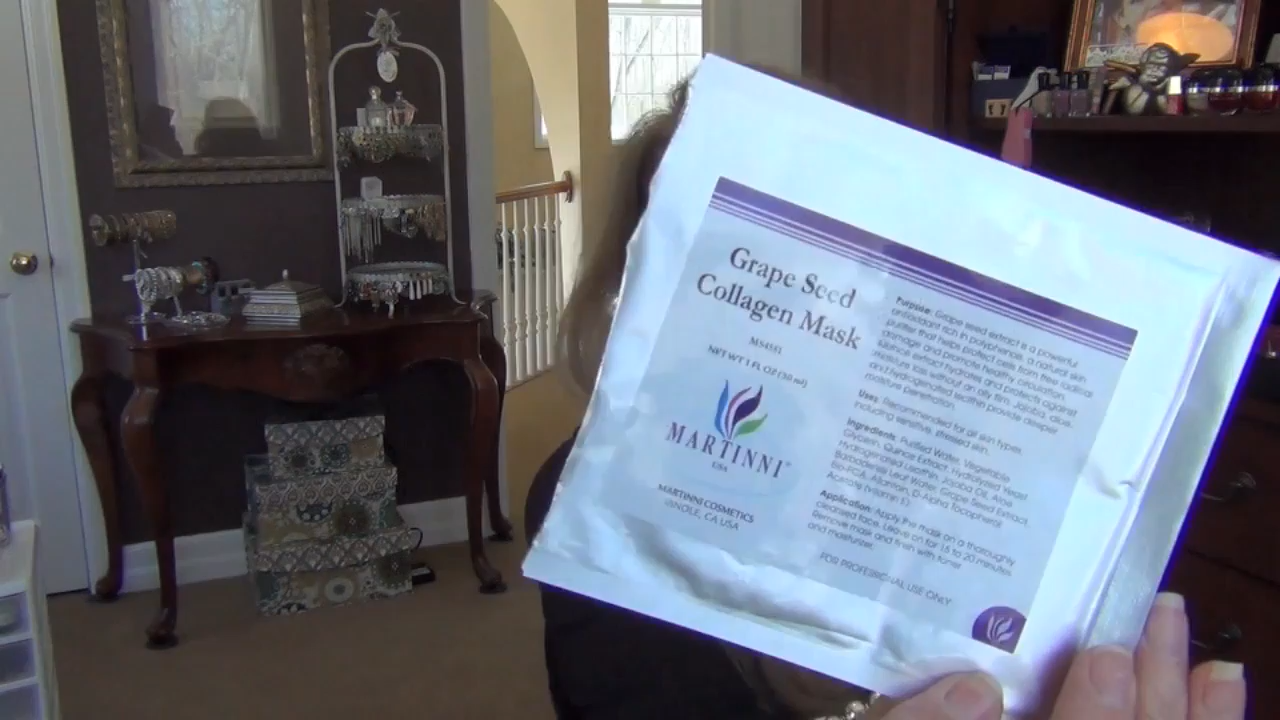 Grape Seed
Collagen Mask
MS4551
NET WT 1 FL OZ (30 ml)
MARTINNI®
USA
MARTINNI COSMETICS
CA USA
Purpose: Grape seed extract is a powerful
antioxidant rich in polyphenols, a natural skin
purifier that helps protect cells from free radical
damage and promote healthy circulation.
Quince extract hydrates and protects against
moisture loss without an oily film. Jojoba, aloe,
and hydrogenated lecithin provide deeper
moisture penetration.
Uses: Recommended for all skin types
including sensitive, stressed skin.
Ingredients: Purified Water, Vegetable
Glycerin, Quince Extract, Hydrolyzed Yeast,
Hydrogenated Lecithin, Jojoba Oil, Aloe
Barbadensis Leaf Water, Grape Seed Extract,
Bio-PCA, Allantoin, D-Alpha Tocopherol
Acetate (Vitamin E).
Application: Apply the mask on a thoroughly
cleansed face. Leave on for 15 to 20 minutes.
Remove mask and finish with toner
and moisturizer.
FOR PROFESSIONAL USE ONLY